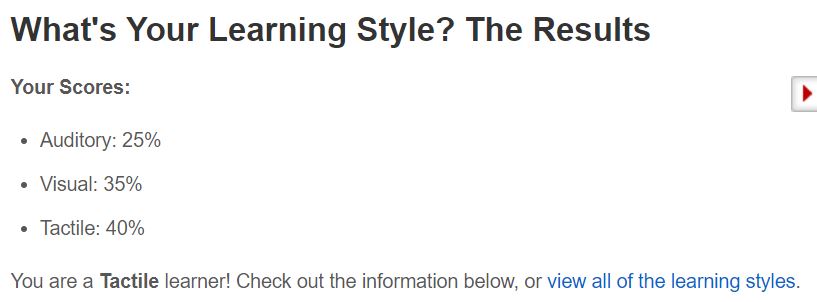 What's Your Learning Style? The Results
Your Scores:
• Auditory: 25%
• Visual: 35%
• Tactile: 40%
You are a Tactile learner! Check out the information below, or view all of the learning styles.